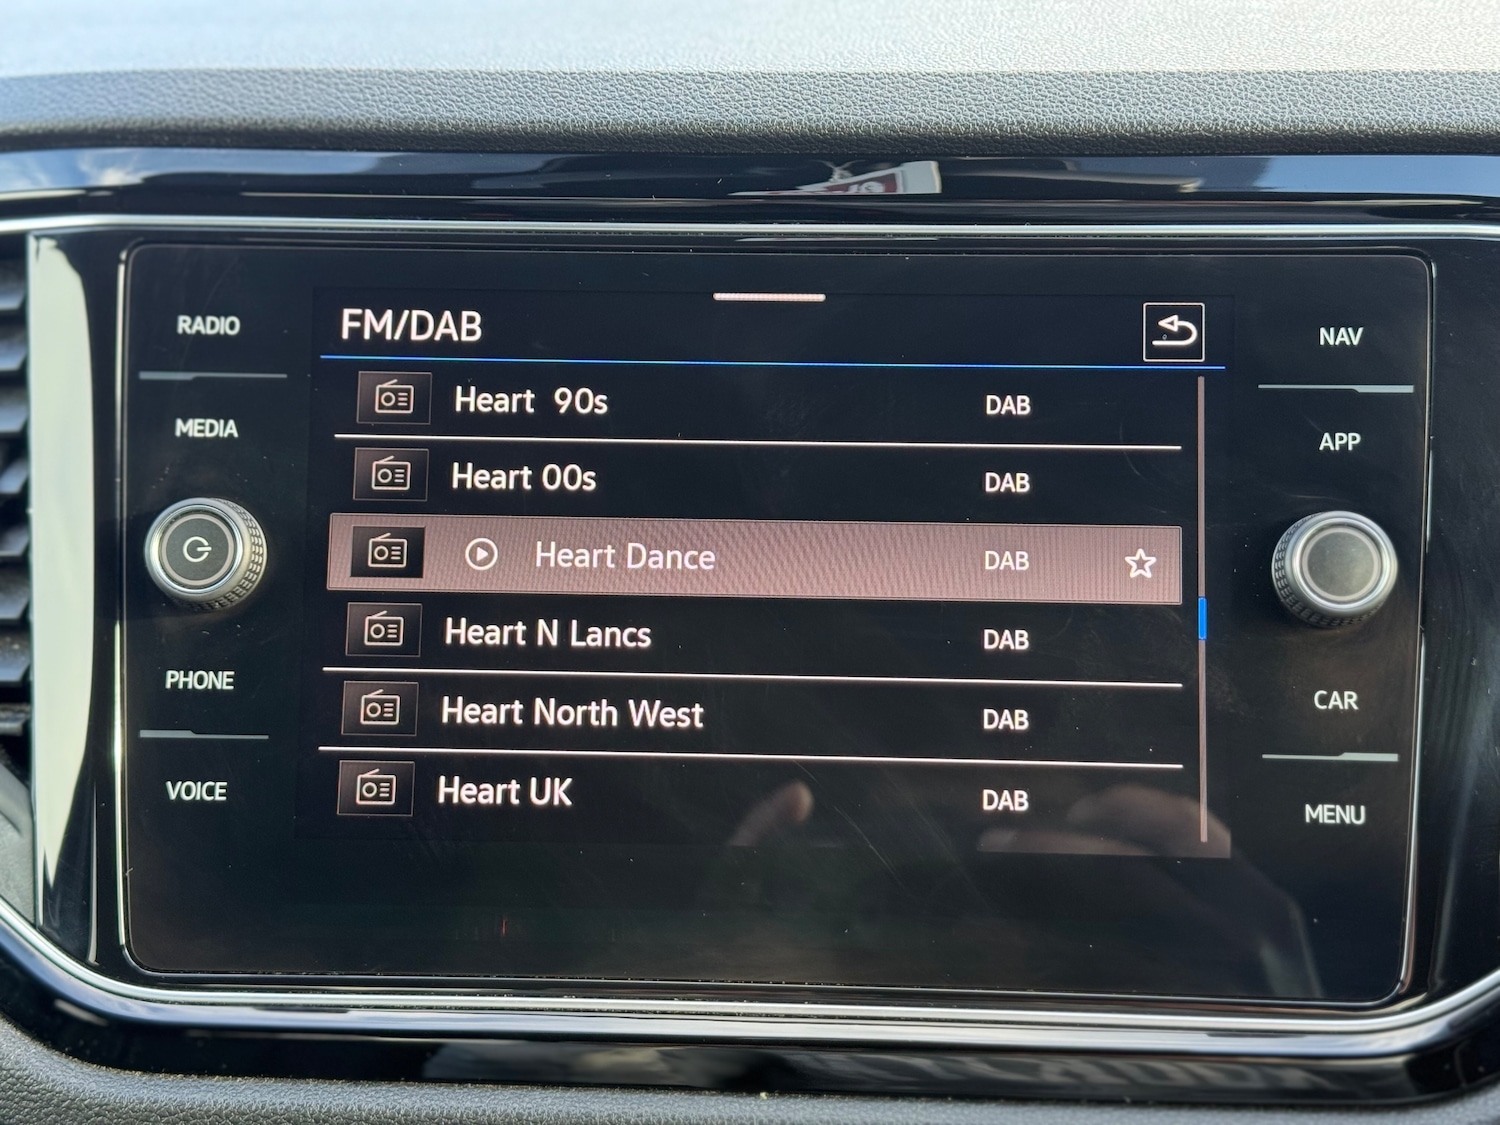 RADIO
MEDIA
PHONE
VOICE
FM/DAB
Heart 90s DAB
Heart 00s DAB
Heart Dance DAB
Heart N Lancs DAB
Heart North West DAB
Heart UK DAB
NAV
APP
CAR
MENU